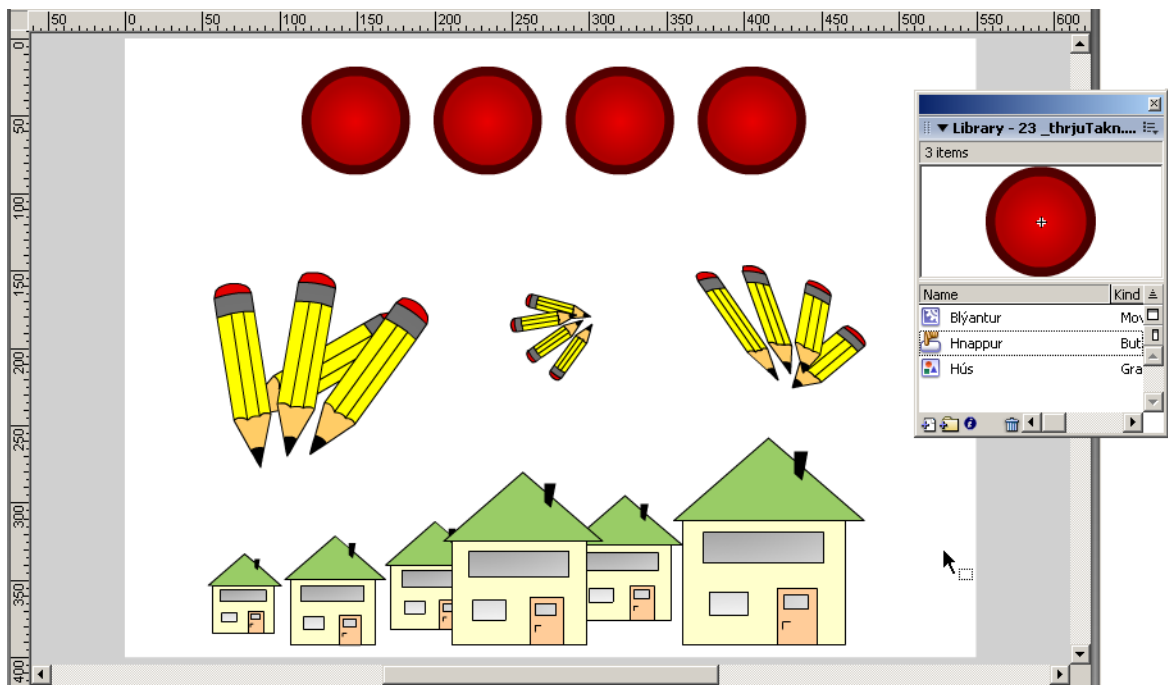 50 0 50 100 150 200 250 300 350 400 450 500 550 600
0
50
100
150
200
250
300
350
400
Library - 23 _thrjuTakn....
3 items
Name Kind
Blýantur Mov
Hnappur But
Hús Gra